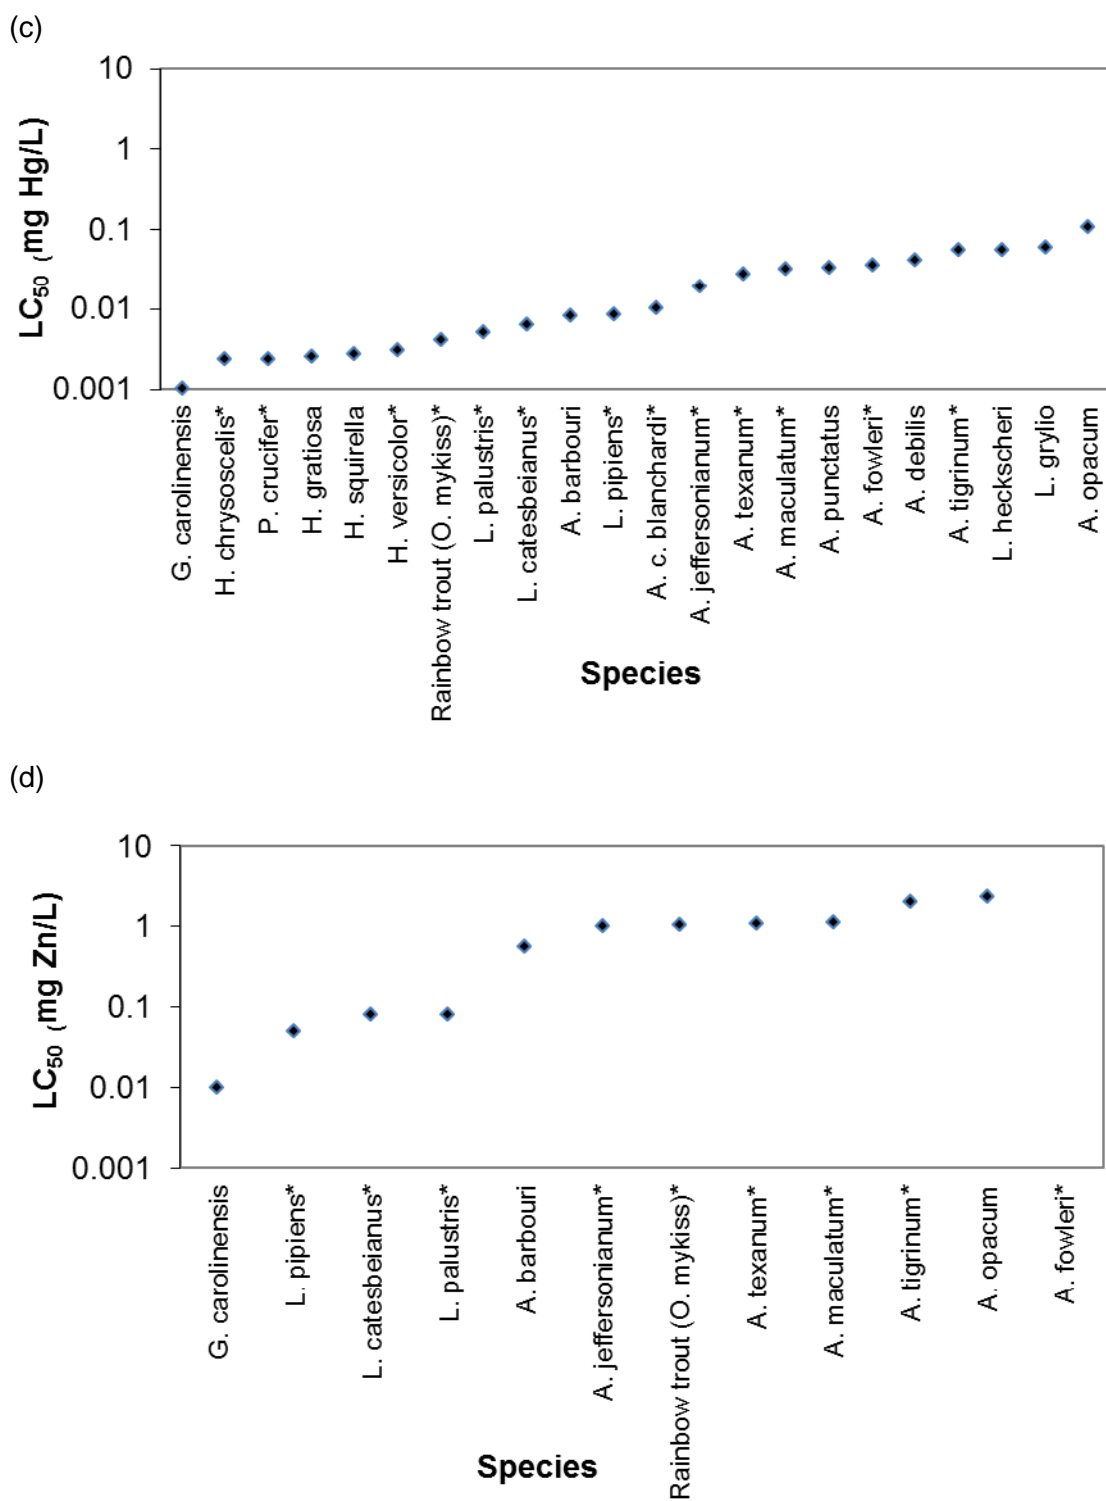 (c)
10
1
0.1
0.01
0.001
LC50 (mg Hg/L)
G. carolinensis
H. chrysoscelis*
P. crucifer*
H. gratiosa
H. squirella
H. versicolor*
Rainbow trout (O. mykiss)*
L. palustris*
L. catesbeianus*
A. barbouri
L. pipiens*
A. c. blanchardi*
A. jeffersonianum*
A. texanum*
A. maculatum*
A. punctatus
A. fowleri*
A. debilis
A. tigrinum*
L. heckscheri
L. grylio
A. opacum
Species
(d)
10
1
0.1
0.01
0.001
LC50 (mg Zn/L)
G. carolinensis
L. pipiens*
L. catesbeianus*
L. palustris*
A. barbouri
A. jeffersonianum*
Rainbow trout (O. mykiss)*
A. texanum*
A. maculatum*
A. tigrinum*
A. opacum
A. fowleri*
Species